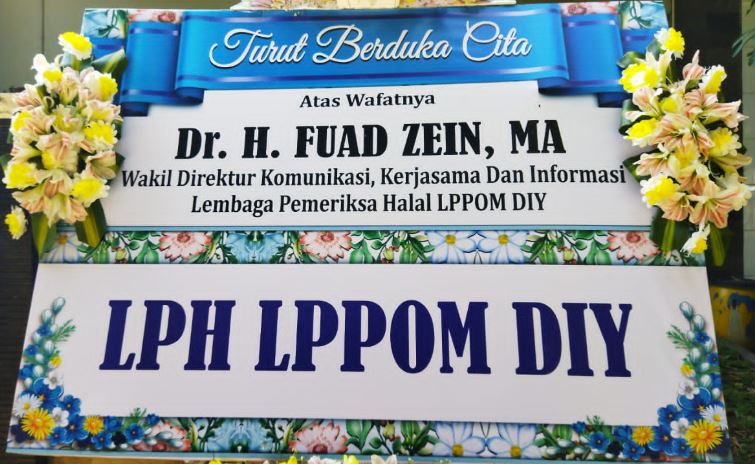 Turut Berduka Cita
Atas Wafatnya
Dr. H. FUAD ZEIN, MA
Wakil Direktur Komunikasi, Kerjasama Dan Informasi
Lembaga Pemeriksa Halal LPPOM DIY
LPH LPPOM DIY